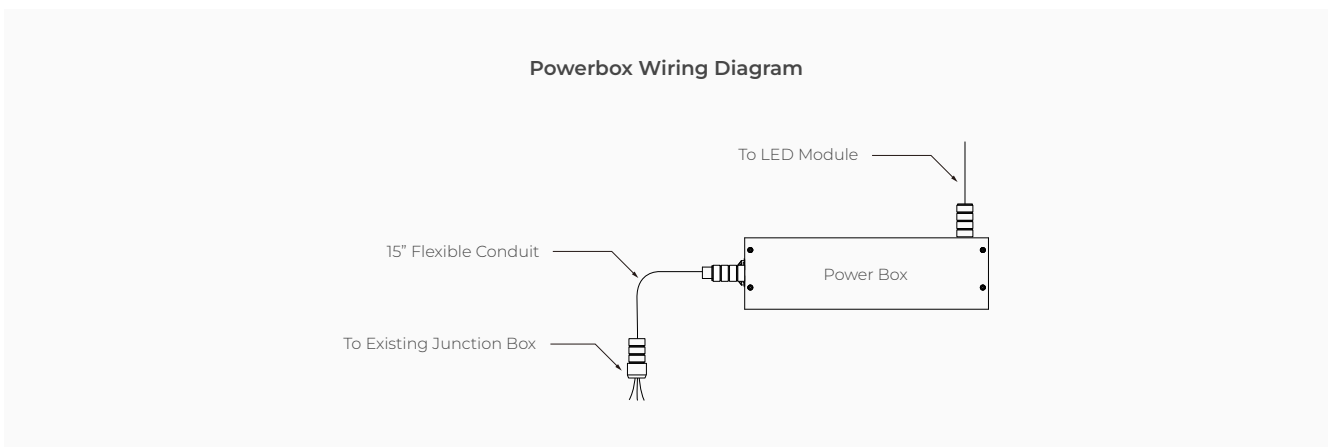 Powerbox Wiring Diagram
To LED Module
15” Flexible Conduit
Power Box
To Existing Junction Box